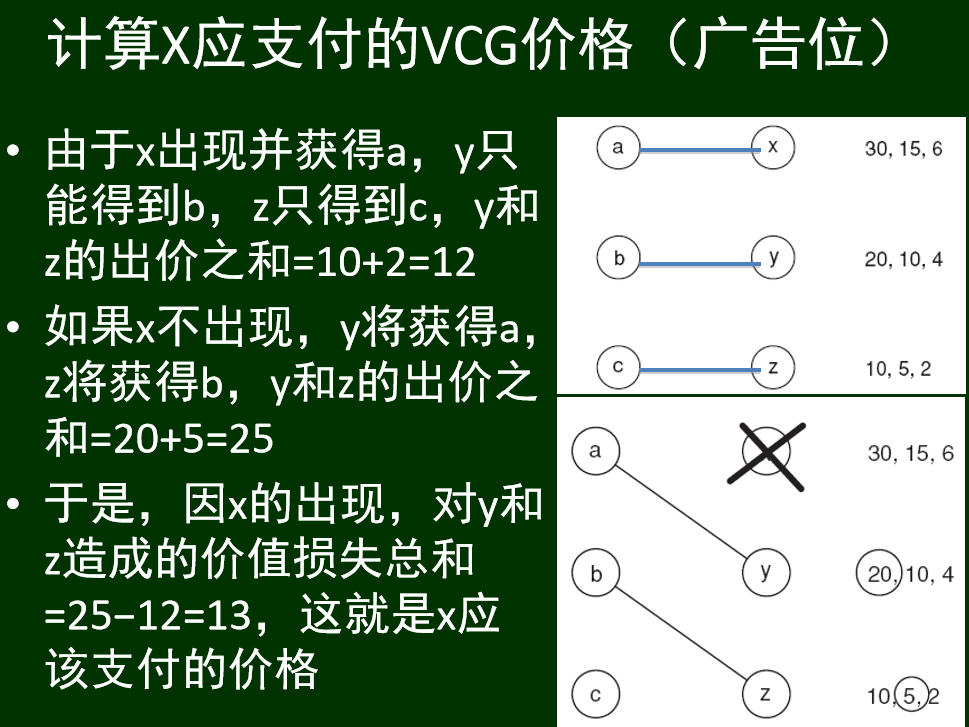 计算X应支付的VCG价格（广告位）
• 由于x出现并获得a，y只
能得到b，z只得到c，y和
z的出价之和=10+2=12
• 如果x不出现，y将获得a，
z将获得b，y和z的出价之
和=20+5=25
• 于是，因x的出现，对y和
z造成的价值损失总和
=25−12=13，这就是x应
该支付的价格
a x 30, 15, 6
b y 20, 10, 4
c z 10, 5, 2
a 30, 15, 6
b y 20, 10, 4
c z 10, 5, 2